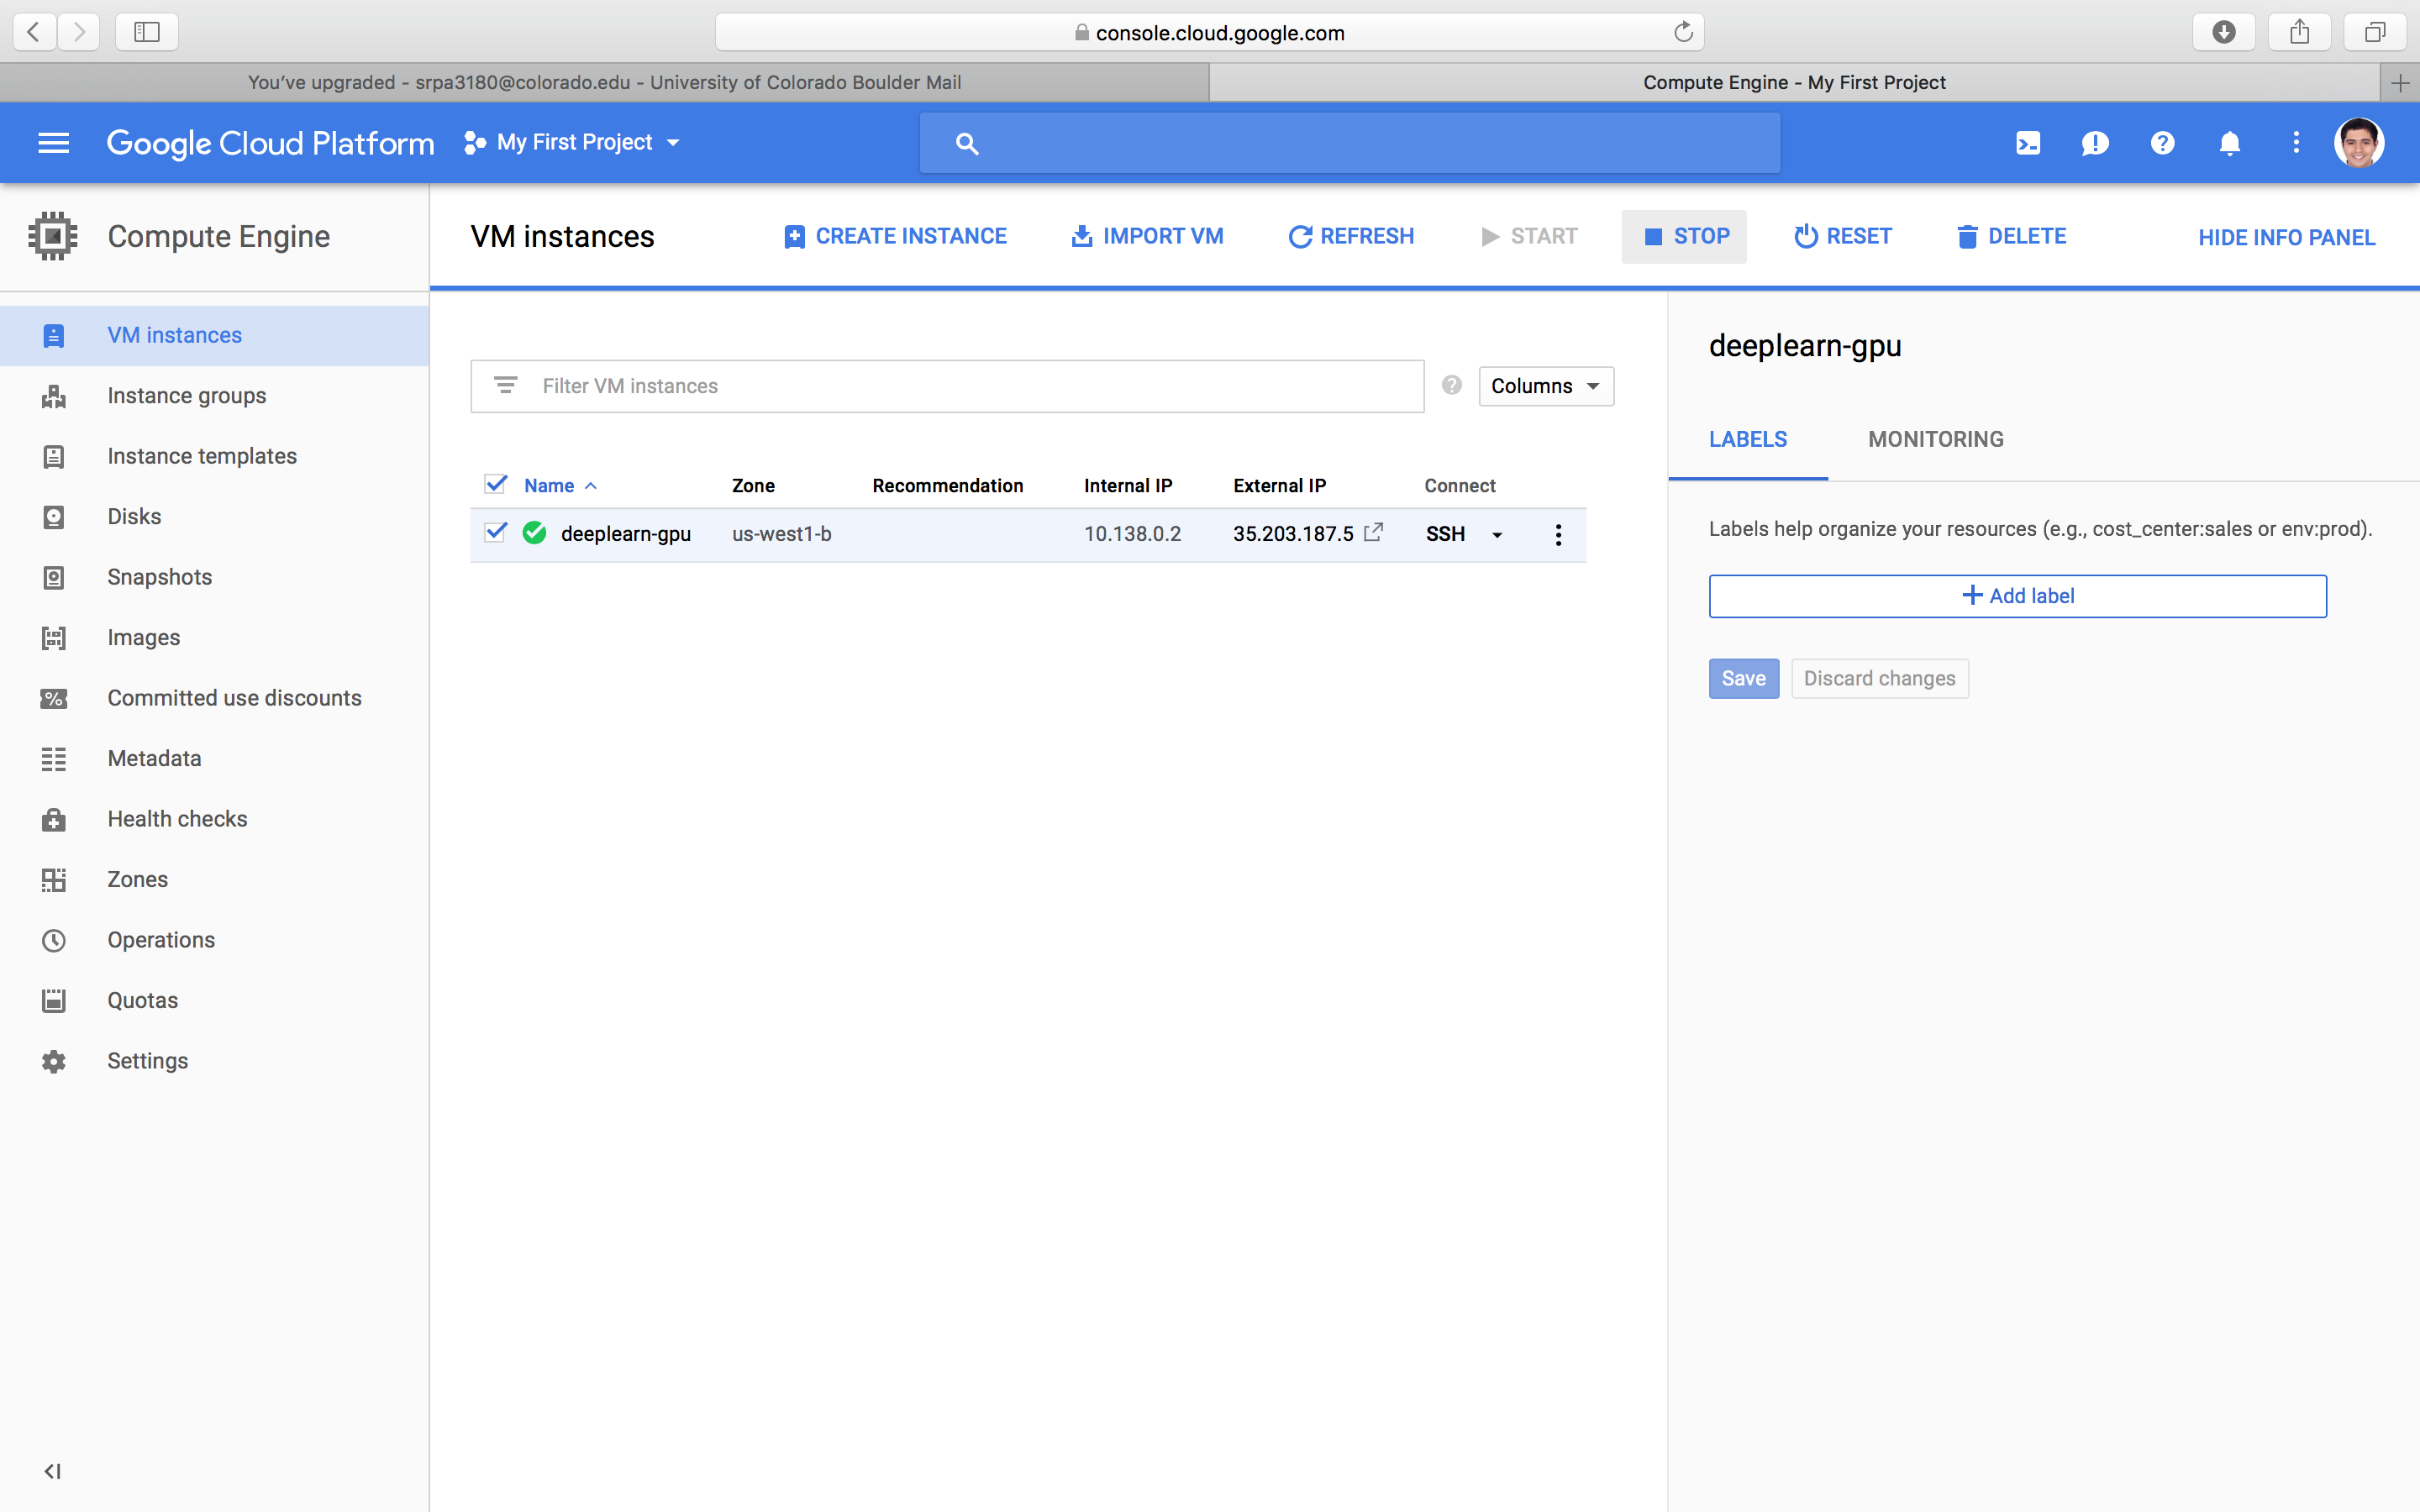 console.cloud.google.com
You've upgraded - srpa3180@colorado.edu - University of Colorado Boulder Mail
Compute Engine - My First Project
Google Cloud Platform My First Project
Compute Engine
VM instances CREATE INSTANCE IMPORT VM REFRESH START STOP RESET DELETE HIDE INFO PANEL
VM instances
Instance groups
Instance templates
Disks
Snapshots
Images
Committed use discounts
Metadata
Health checks
Zones
Operations
Quotas
Settings
Filter VM instances Columns
Name Zone Recommendation Internal IP External IP Connect
deeplearn-gpu us-west1-b 10.138.0.2 35.203.187.5 SSH
deeplearn-gpu
LABELS MONITORING
Labels help organize your resources (e.g., cost_center:sales or env:prod).
+ Add label
Save Discard changes